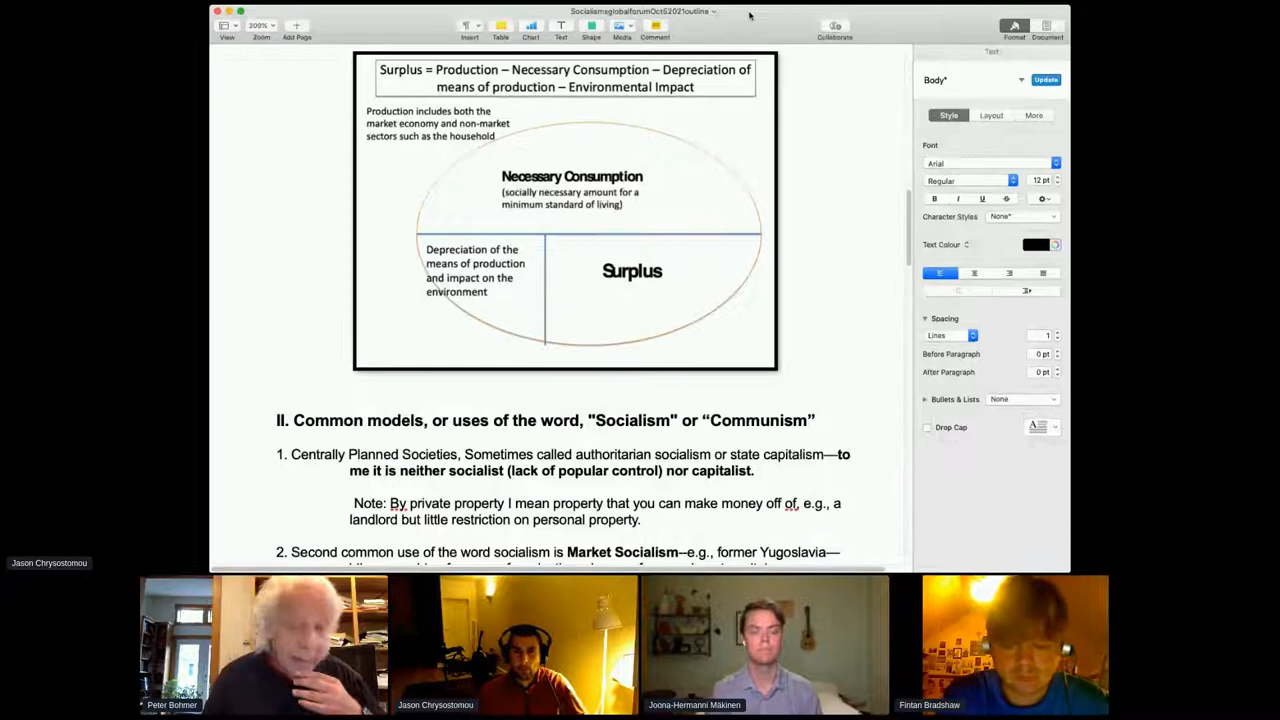 Socialismsglobalforum Oct52021outline
View
200%
Zoom
Add Page
Insert
Table
Chart
Text
Shape
Media
Comment
Collaborate
Format
Document
Surplus = Production – Necessary Consumption – Depreciation of
means of production – Environmental Impact
Production includes both the
market economy and non-market
sectors such as the household
Necessary Consumption
(socially necessary amount for a
minimum standard of living)
Depreciation of the
means of production
and impact on the
environment
Surplus
II. Common models, or uses of the word, "Socialism" or “Communism”
1. Centrally Planned Societies, Sometimes called authoritarian socialism or state capitalism—to
me it is neither socialist (lack of popular control) nor capitalist.
Note: By private property I mean property that you can make money off of, e.g., a
landlord but little restriction on personal property.
2. Second common use of the word socialism is Market Socialism--e.g., former Yugoslavia—
Text
Body*
Update
Style
Layout
More
Font
Arial
Regular
12 pt
B I U S
Character Styles
None*
Text Colour
Spacing
Lines
1
Before Paragraph
0 pt
After Paragraph
0 pt
Bullets & Lists
None
Drop Cap
Jason Chrysostomou
Peter Bohmer
Jason Chrysostomou
Joona-Hermanni Mäkinen
Fintan Bradshaw